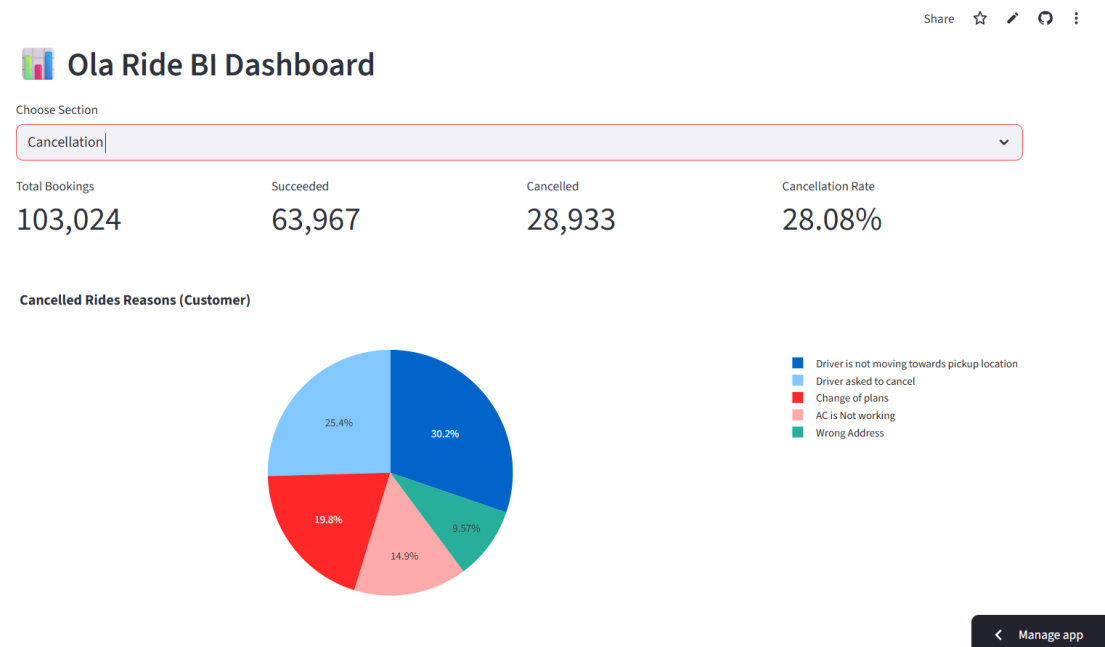 Share
Ola Ride BI Dashboard
Choose Section
Cancellation
Total Bookings
Succeeded
Cancelled
Cancellation Rate
103,024
63,967
28,933
28.08%
Cancelled Rides Reasons (Customer)
30.2%
25.4%
19.8%
14.9%
9.57%
Driver is not moving towards pickup location
Driver asked to cancel
Change of plans
AC is Not working
Wrong Address
Manage app